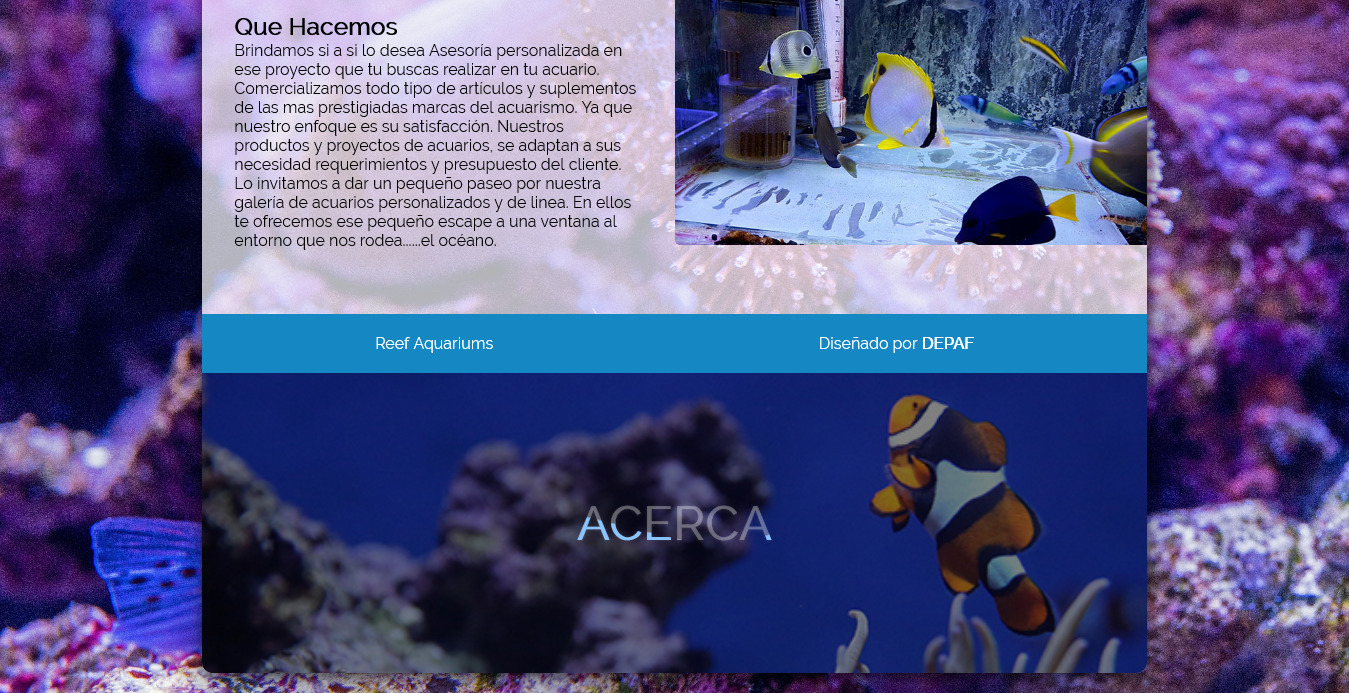 Que Hacemos
Brindamos si a si lo desea Asesoría personalizada en
ese proyecto que tu buscas realizar en tu acuario.
Comercializamos todo tipo de artículos y suplementos
de las mas prestigiadas marcas del acuarismo. Ya que
nuestro enfoque es su satisfacción. Nuestros
productos y proyectos de acuarios, se adaptan a sus
necesidad requerimientos y presupuesto del cliente.
Lo invitamos a dar un pequeño paseo por nuestra
galería de acuarios personalizados y de linea. En ellos
te ofrecemos ese pequeño escape a una ventana al
entorno que nos rodea......el océano.
Reef Aquariums
Diseñado por DEPAF
ACERCA